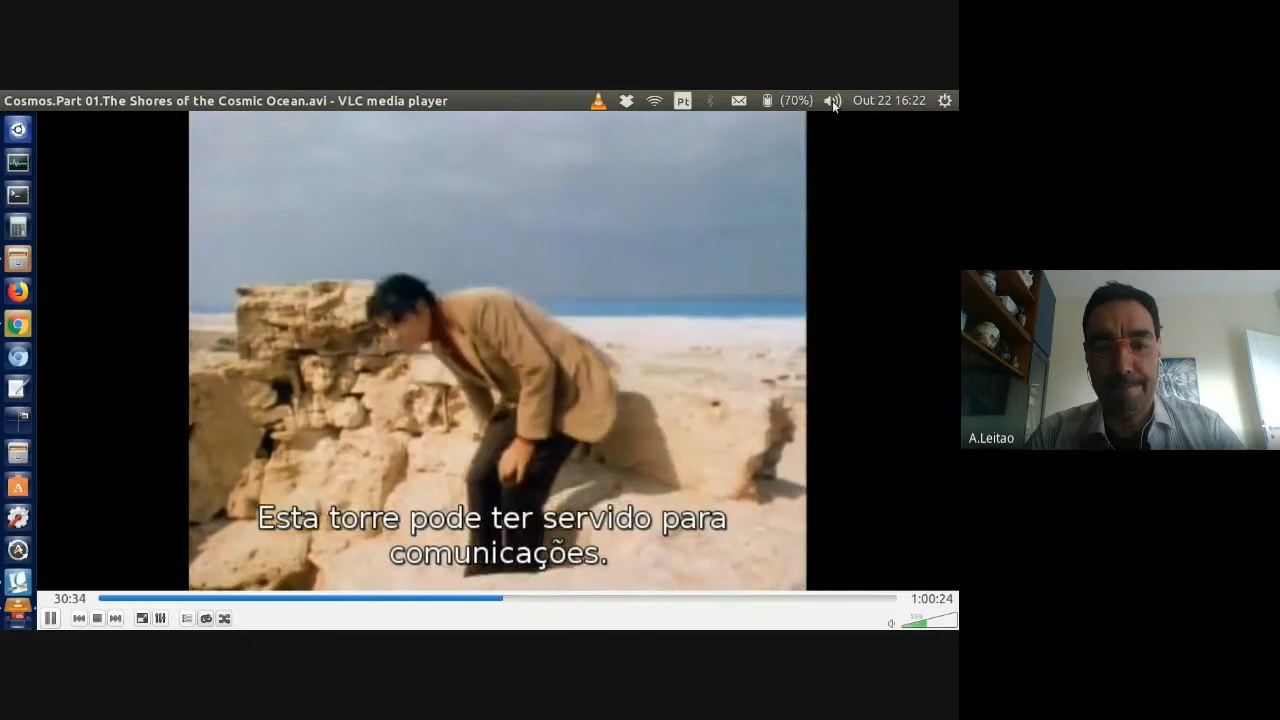 Cosmos.Part 01.The Shores of the Cosmic Ocean.avi - VLC media player
Pt
(70%)
Out 22 16:22
Esta torre pode ter servido para
comunicações.
A.Leitao
30:34
1:00:24